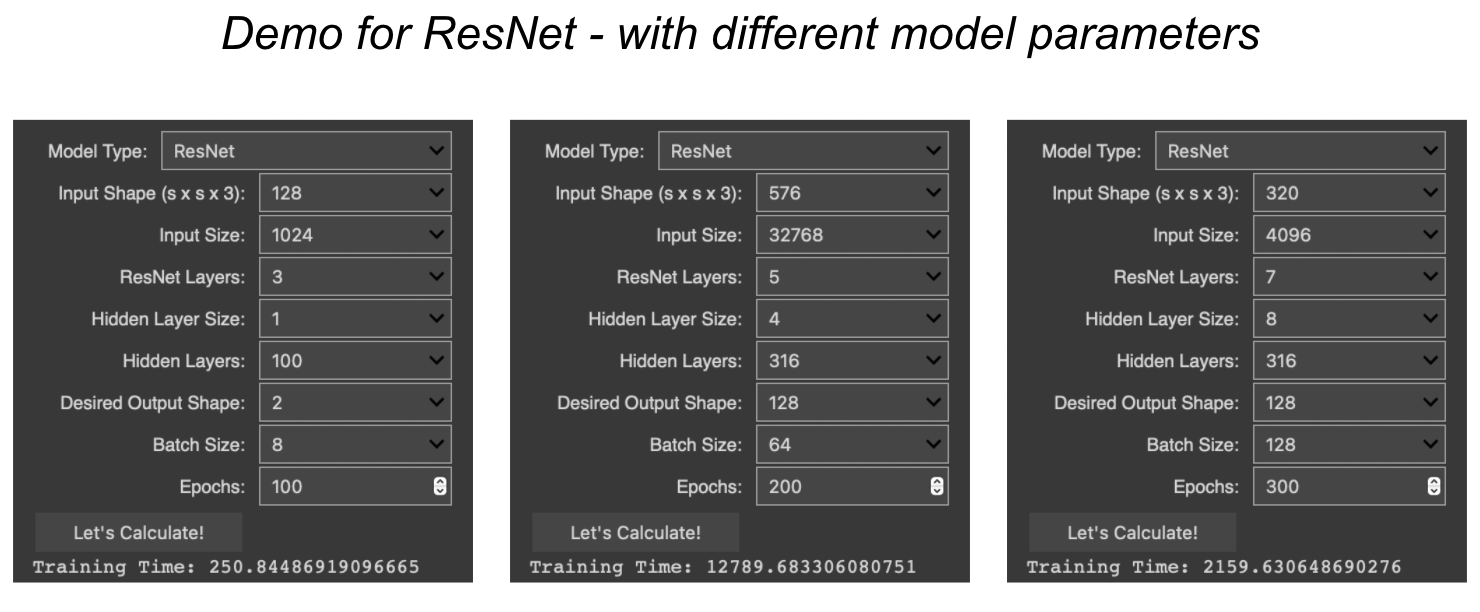 Demo for ResNet - with different model parameters
Model Type: ResNet
Input Shape (s x s x 3): 128
Input Size: 1024
ResNet Layers: 3
Hidden Layer Size: 1
Hidden Layers: 100
Desired Output Shape: 2
Batch Size: 8
Epochs: 100
Let's Calculate!
Training Time: 250.84486919096665
Model Type: ResNet
Input Shape (s x s x 3): 576
Input Size: 32768
ResNet Layers: 5
Hidden Layer Size: 4
Hidden Layers: 316
Desired Output Shape: 128
Batch Size: 64
Epochs: 200
Let's Calculate!
Training Time: 12789.683306080751
Model Type: ResNet
Input Shape (s x s x 3): 320
Input Size: 4096
ResNet Layers: 7
Hidden Layer Size: 8
Hidden Layers: 316
Desired Output Shape: 128
Batch Size: 128
Epochs: 300
Let's Calculate!
Training Time: 2159.630648690276